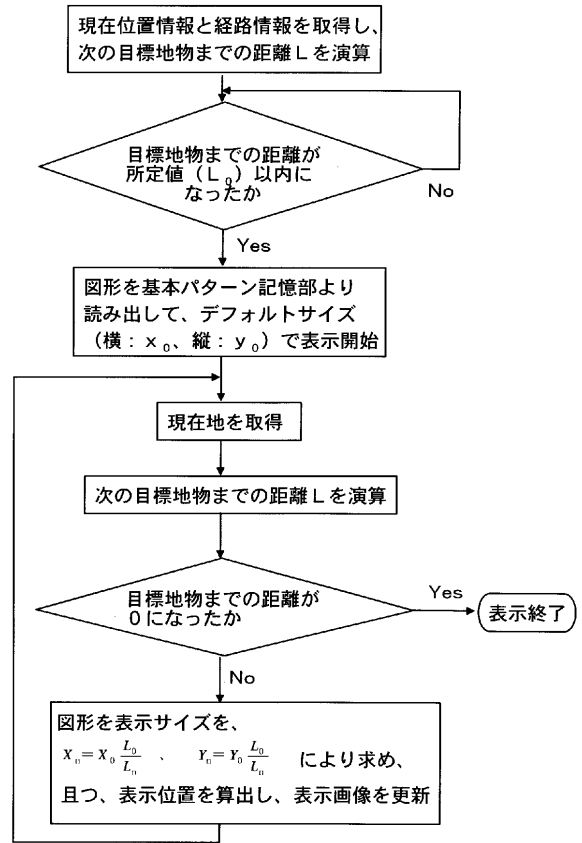 現在位置情報と経路情報を取得し、
次の目標地物までの距離Lを演算
目標地物までの距離が
所定値（L₀）以内に
なったか
No
Yes
図形を基本パターン記憶部より
読み出して、デフォルトサイズ
（横：x₀、縦：y₀）で表示開始
現在地を取得
次の目標地物までの距離Lを演算
目標地物までの距離が
0になったか
Yes
表示終了
No
図形を表示サイズを、
Xₙ=X₀ L₀/Lₙ 、 Yₙ=Y₀ L₀/Lₙ により求め、
且つ、表示位置を算出し、表示画像を更新